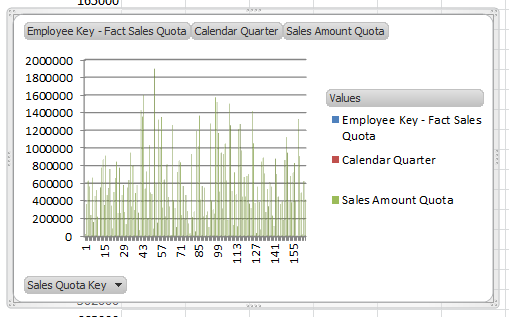 165000
Employee Key - Fact Sales Quota Calendar Quarter Sales Amount Quota
2000000
1800000
1600000
1400000
1200000
1000000
800000
600000
400000
200000
0
1 15 29 43 57 71 85 99 113 127 141 155
Values
Employee Key - Fact Sales
Quota
Calendar Quarter
Sales Amount Quota
Sales Quota Key